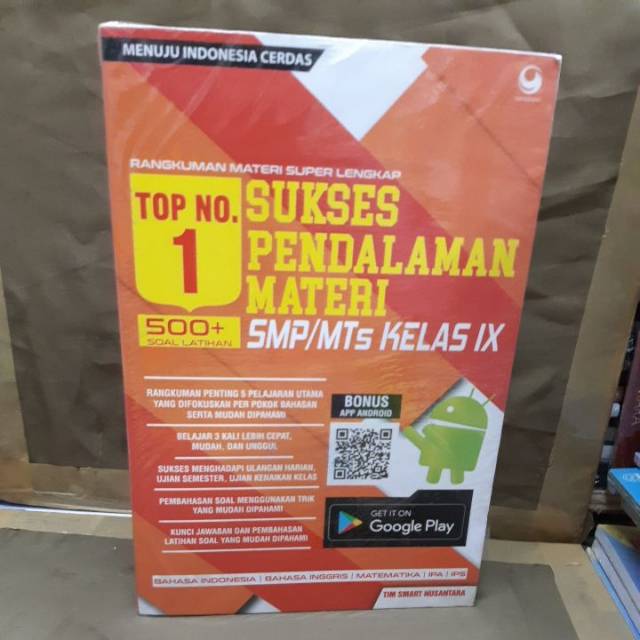 MENUJU INDONESIA CERDAS
RANGKUMAN MATERI SUPER LENGKAP
TOP NO.
1
SUKSES
PENDALAMAN
MATERI
500+
SOAL LATIHAN
SMP/MTs KELAS IX
RANGKUMAN PENTING 5 PELAJARAN UTAMA
YANG DIFOKUSKAN PER POKOK BAHASAN
SERTA MUDAH DIPAHAMI
BELAJAR 3 KALI LEBIH CEPAT,
MUDAH, DAN UNGGUL
SUKSES MENGHADAPI ULANGAN HARIAN,
UJIAN SEMESTER, UJIAN KENAIKAN KELAS
PEMBAHASAN SOAL MENGGUNAKAN TRIK
YANG MUDAH DIPAHAMI
KUNCI JAWABAN DAN PEMBAHASAN
LATIHAN SOAL YANG MUDAH DIPAHAMI
BONUS
APP ANDROID
GET IT ON
Google Play
BAHASA INDONESIA | BAHASA INGGRIS | MATEMATIKA | IPA | IPS
TIM SMART NUSANTARA